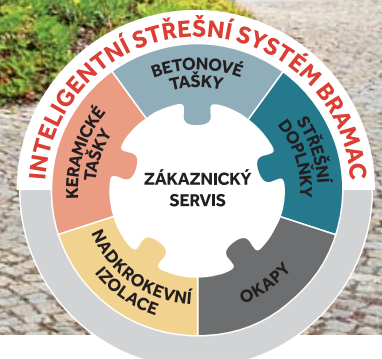 INTELIGENTNÍ STŘEŠNÍ SYSTÉM BRAMAC
BETONOVÉ
TAŠKY
KERAMICKÉ
TAŠKY
STŘEŠNÍ
DOPLŇKY
ZÁKAZNICKÝ
SERVIS
NADKROKEVNÍ
IZOLACE
OKAPY